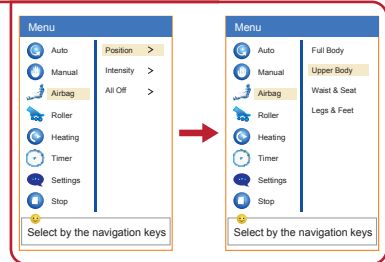 Menu
Auto
Position >
Manual
Intensity >
Airbag
All Off >
Roller
Heating
Timer
Settings
Stop
Select by the navigation keys
Menu
Auto
Full Body
Manual
Upper Body
Airbag
Waist & Seat
Roller
Legs & Feet
Heating
Timer
Settings
Stop
Select by the navigation keys